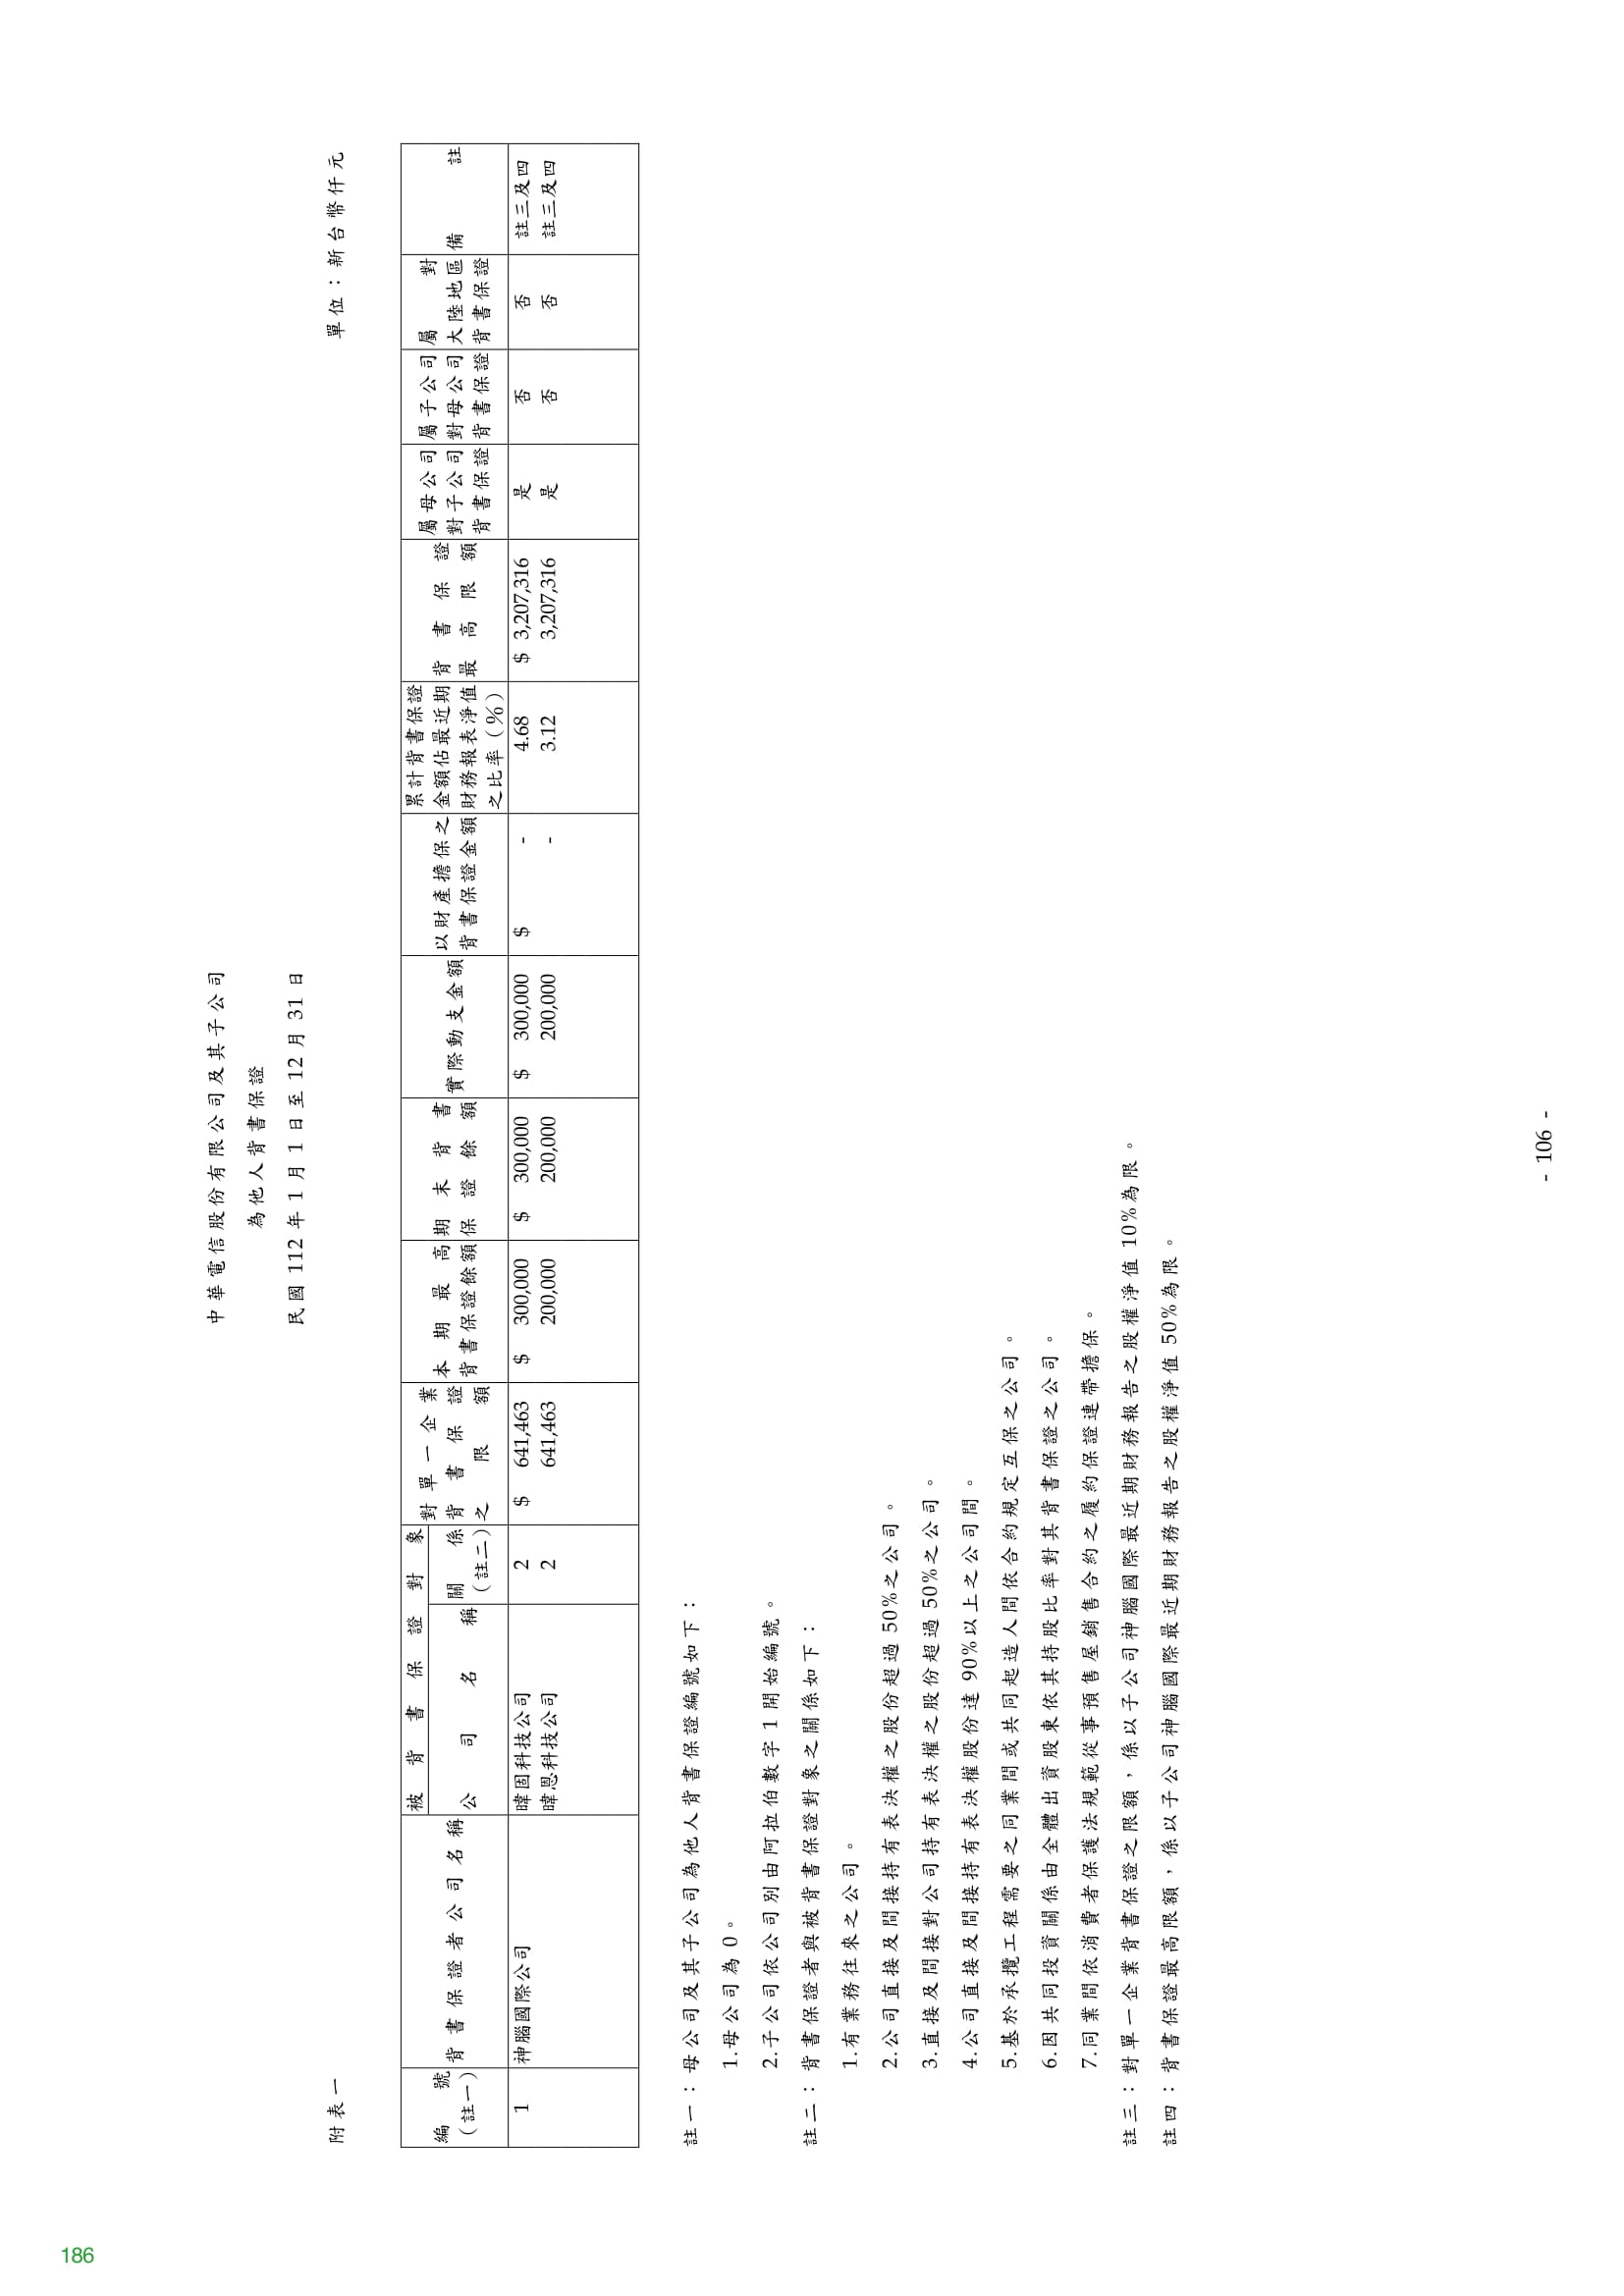 中華電信股份有限公司及其子公司
為他人背書保證
民國 112 年 1 月 1 日至 12 月 31 日
附表一
單位：新台幣仟元
編號（註一） 背書保證者公司名稱 被背書保證對象 對單一企業背書保證之限額 本期最高背書保證餘額 期末背書保證餘額 實際動支金額 以財產擔保之背書保證金額 累計背書保證金額佔最近期財務報表淨值之比率（％） 背書保證最高限額 屬母公司對子公司背書保證 屬子公司對母公司背書保證 屬對大陸地區背書保證 備註
公司名稱 關係（註二）
1 神腦國際公司 暐固科技公司 2 $ 641,463 $ 300,000 $ 300,000 $ 300,000 $ - 4.68 $ 3,207,316 是 否 否 註三及四
暐恩科技公司 2 641,463 200,000 200,000 200,000 - 3.12 3,207,316 是 否 否 註三及四
註一：母公司及其子公司為他人背書保證編號如下：
1.母公司為 0。
2.子公司依公司別由阿拉伯數字 1 開始編號。
註二：背書保證者與被背書保證對象之關係如下：
1.有業務往來之公司。
2.公司直接及間接持有表決權之股份超過 50%之公司。
3.直接及間接對公司持有表決權之股份超過 50%之公司。
4.公司直接及間接持有表決權股份達 90%以上之公司間。
5.基於承攬工程需要之同業間或共同起造人間依合約規定互保之公司。
6.因共同投資關係由全體出資股東依其持股比率對其背書保證之公司。
7.同業間依消費者保護法規範從事預售屋銷售合約之履約保證連帶擔保。
註三：對單一企業背書保證之限額，係以子公司神腦國際最近期財務報告之股權淨值 10%為限。
註四：背書保證最高限額，係以子公司神腦國際最近期財務報告之股權淨值 50%為限。
- 106 -
186